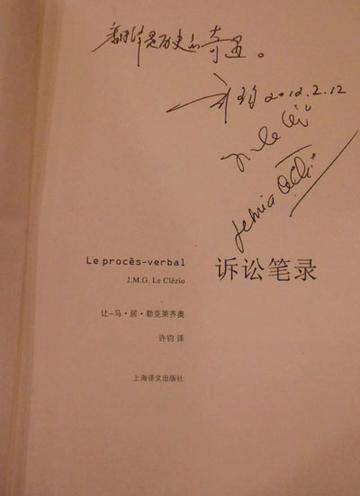 翻译是历史的奇遇。
许钧 2012.2.12
Le procès-verbal
J.M.G. Le Clézio
诉讼笔录
让-马·居·勒克莱齐奥
许钧 译
上海译文出版社